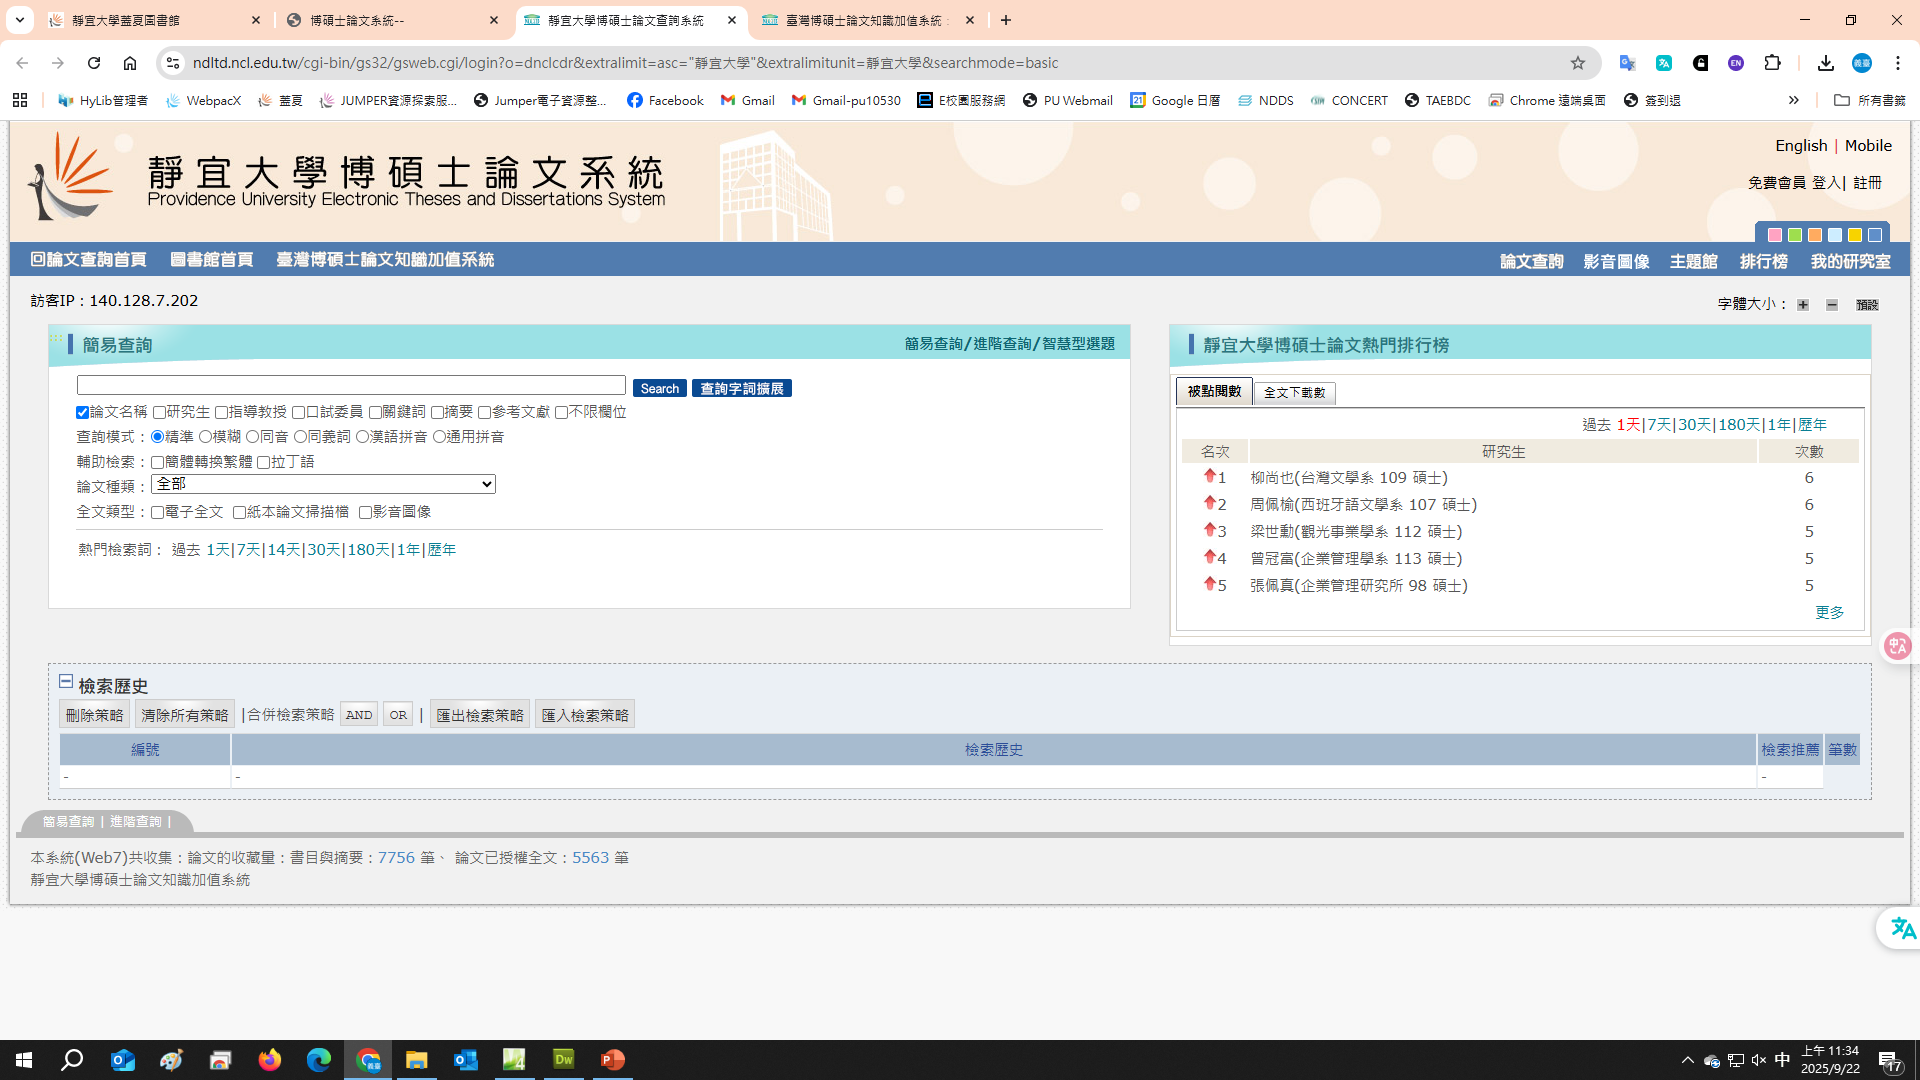 靜宜大學蓋夏圖書館
博碩士論文系統--
靜宜大學博碩士論文查詢系統
臺灣博碩士論文知識加值系統：
ndltd.ncl.edu.tw/cgi-bin/gs32/gsweb.cgi/login?o=dnclcdr&extralimit=asc="靜宜大學"&extralimitunit=靜宜大學&searchmode=basic
HyLib管理者 WebpacX 蓋夏 JUMPER資源探索服... Jumper電子資源整... Facebook Gmail Gmail-pu10530 E校園服務網 PU Webmail Google 日曆 NDDS CONCERT TAEBDC Chrome 遠端桌面 簽到退 » 所有書籤
English | Mobile
靜宜大學博碩士論文系統
Providence University Electronic Theses and Dissertations System
免費會員 登入| 註冊
回論文查詢首頁 圖書館首頁 臺灣博碩士論文知識加值系統
論文查詢 影音圖像 主題館 排行榜 我的研究室
訪客IP：140.128.7.202
字體大小： + － 預設
簡易查詢
簡易查詢/進階查詢/智慧型選題
Search 查詢字詞擴展
論文名稱 研究生 指導教授 口試委員 關鍵詞 摘要 參考文獻 不限欄位
查詢模式：精準 模糊 同音 同義詞 漢語拼音 通用拼音
輔助檢索：簡體轉換繁體 拉丁語
論文種類：全部
全文類型：電子全文 紙本論文掃描檔 影音圖像
熱門檢索詞： 過去 1天|7天|14天|30天|180天|1年|歷年
靜宜大學博碩士論文熱門排行榜
被點閱數 全文下載數
過去 1天|7天|30天|180天|1年|歷年
名次 研究生 次數
1 柳尚也(台灣文學系 109 碩士) 6
2 周佩榆(西班牙語文學系 107 碩士) 6
3 梁世勳(觀光事業學系 112 碩士) 5
4 曾冠富(企業管理學系 113 碩士) 5
5 張佩真(企業管理研究所 98 碩士) 5
更多
檢索歷史
刪除策略 清除所有策略 |合併檢索策略 AND OR | 匯出檢索策略 匯入檢索策略
編號 檢索歷史 檢索推薦 筆數
- - -
簡易查詢 | 進階查詢 |
本系統(Web7)共收集：論文的收藏量：書目與摘要：7756 筆、 論文已授權全文：5563 筆
靜宜大學博碩士論文知識加值系統
中
上午 11:34
2025/9/22
17